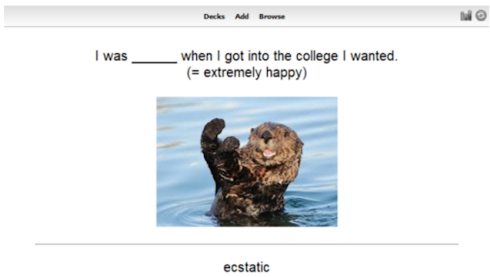 Decks Add Browse
I was ______ when I got into the college I wanted.
(= extremely happy)
ecstatic